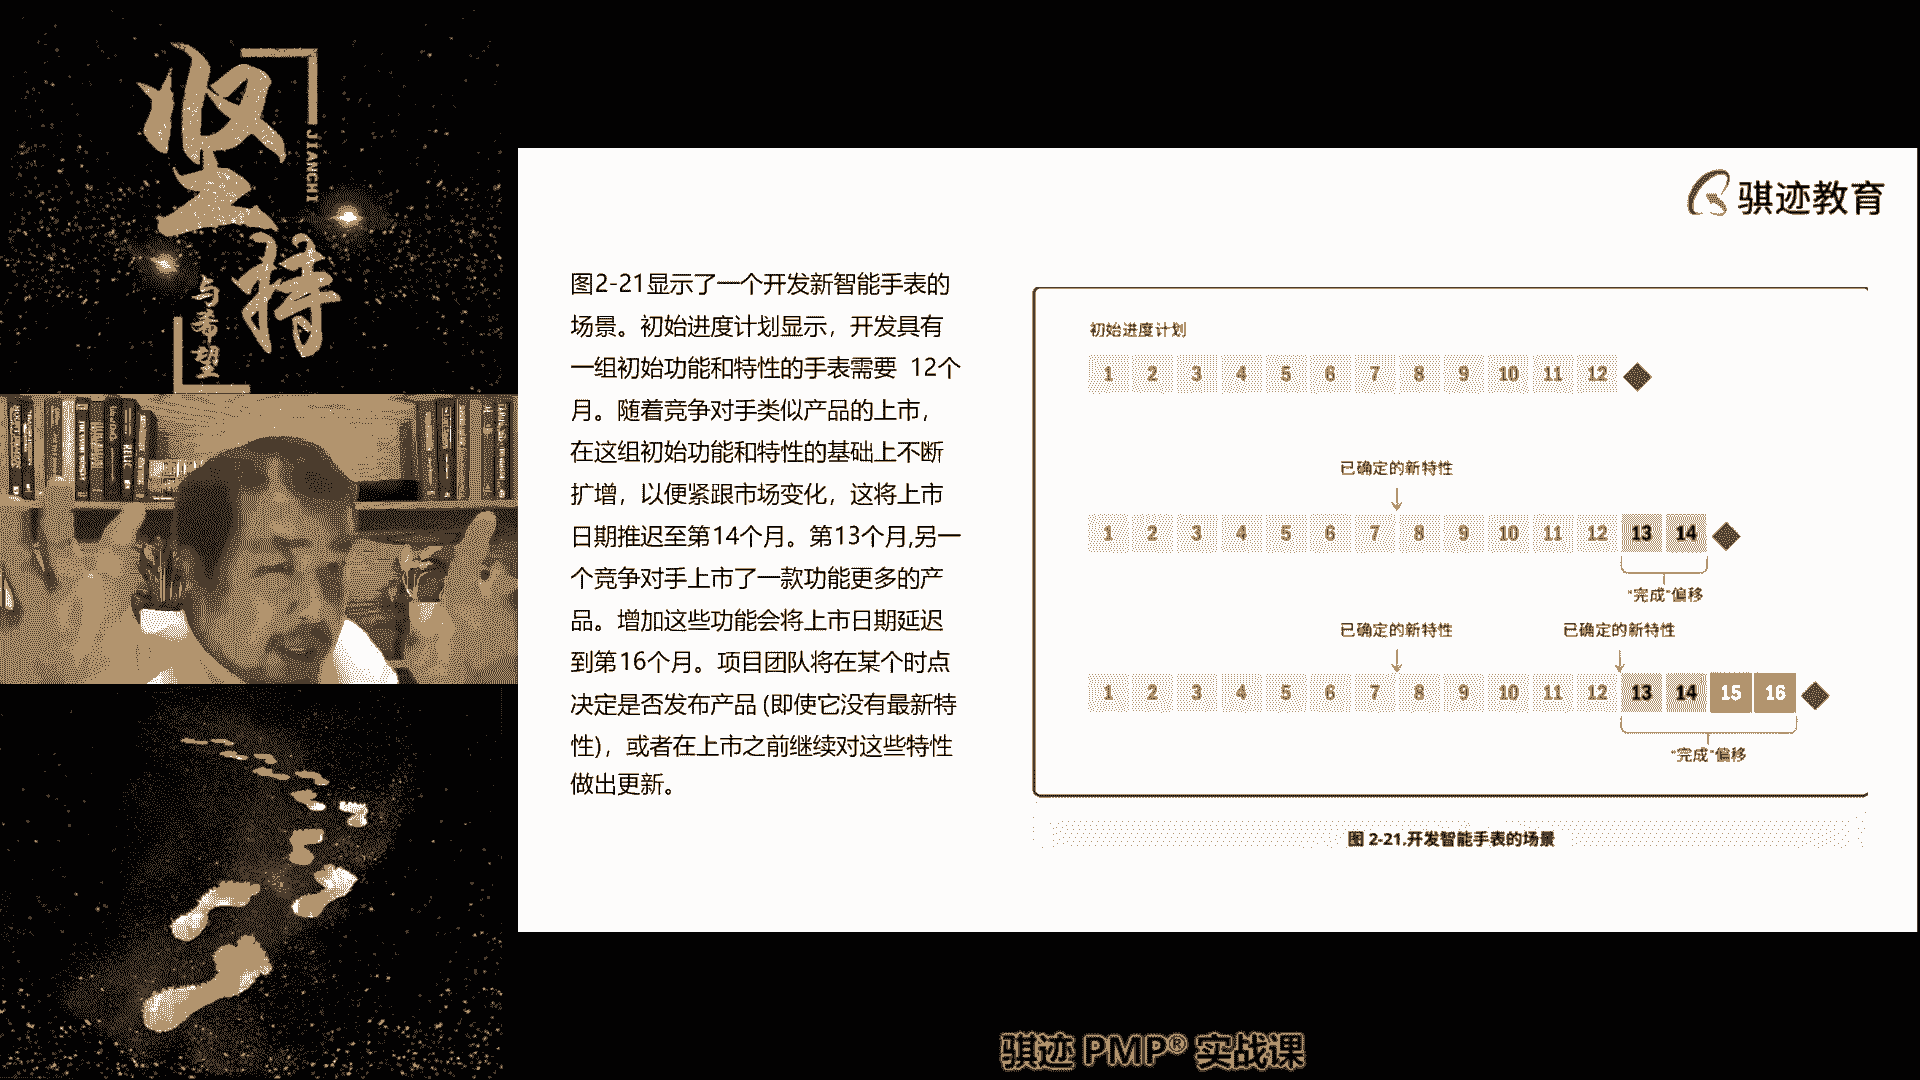 坚持
JIANCHI
与希望
骐迹教育
图2-21显示了一个开发新智能手表的
场景。初始进度计划显示，开发具有
一组初始功能和特性的手表需要 12个
月。随着竞争对手类似产品的上市，
在这组初始功能和特性的基础上不断
扩增，以便紧跟市场变化，这将上市
日期推迟至第14个月。第13个月,另一
个竞争对手上市了一款功能更多的产
品。增加这些功能会将上市日期延迟
到第16个月。项目团队将在某个时点
决定是否发布产品 (即使它没有最新特
性)，或者在上市之前继续对这些特性
做出更新。
初始进度计划
1 2 3 4 5 6 7 8 9 10 11 12
已确定的新特性
1 2 3 4 5 6 7 8 9 10 11 12 13 14
“完成”偏移
已确定的新特性 已确定的新特性
1 2 3 4 5 6 7 8 9 10 11 12 13 14 15 16
“完成”偏移
图 2-21.开发智能手表的场景
骐迹 PMP® 实战课